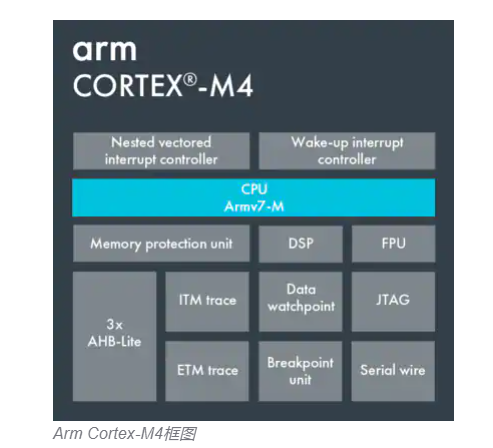 arm
CORTEX®-M4
Nested vectored
interrupt controller
Wake-up interrupt
controller
CPU
Armv7-M
Memory protection unit
DSP
FPU
3x
AHB-Lite
ITM trace
Data
watchpoint
JTAG
ETM trace
Breakpoint
unit
Serial wire
Arm Cortex-M4框图